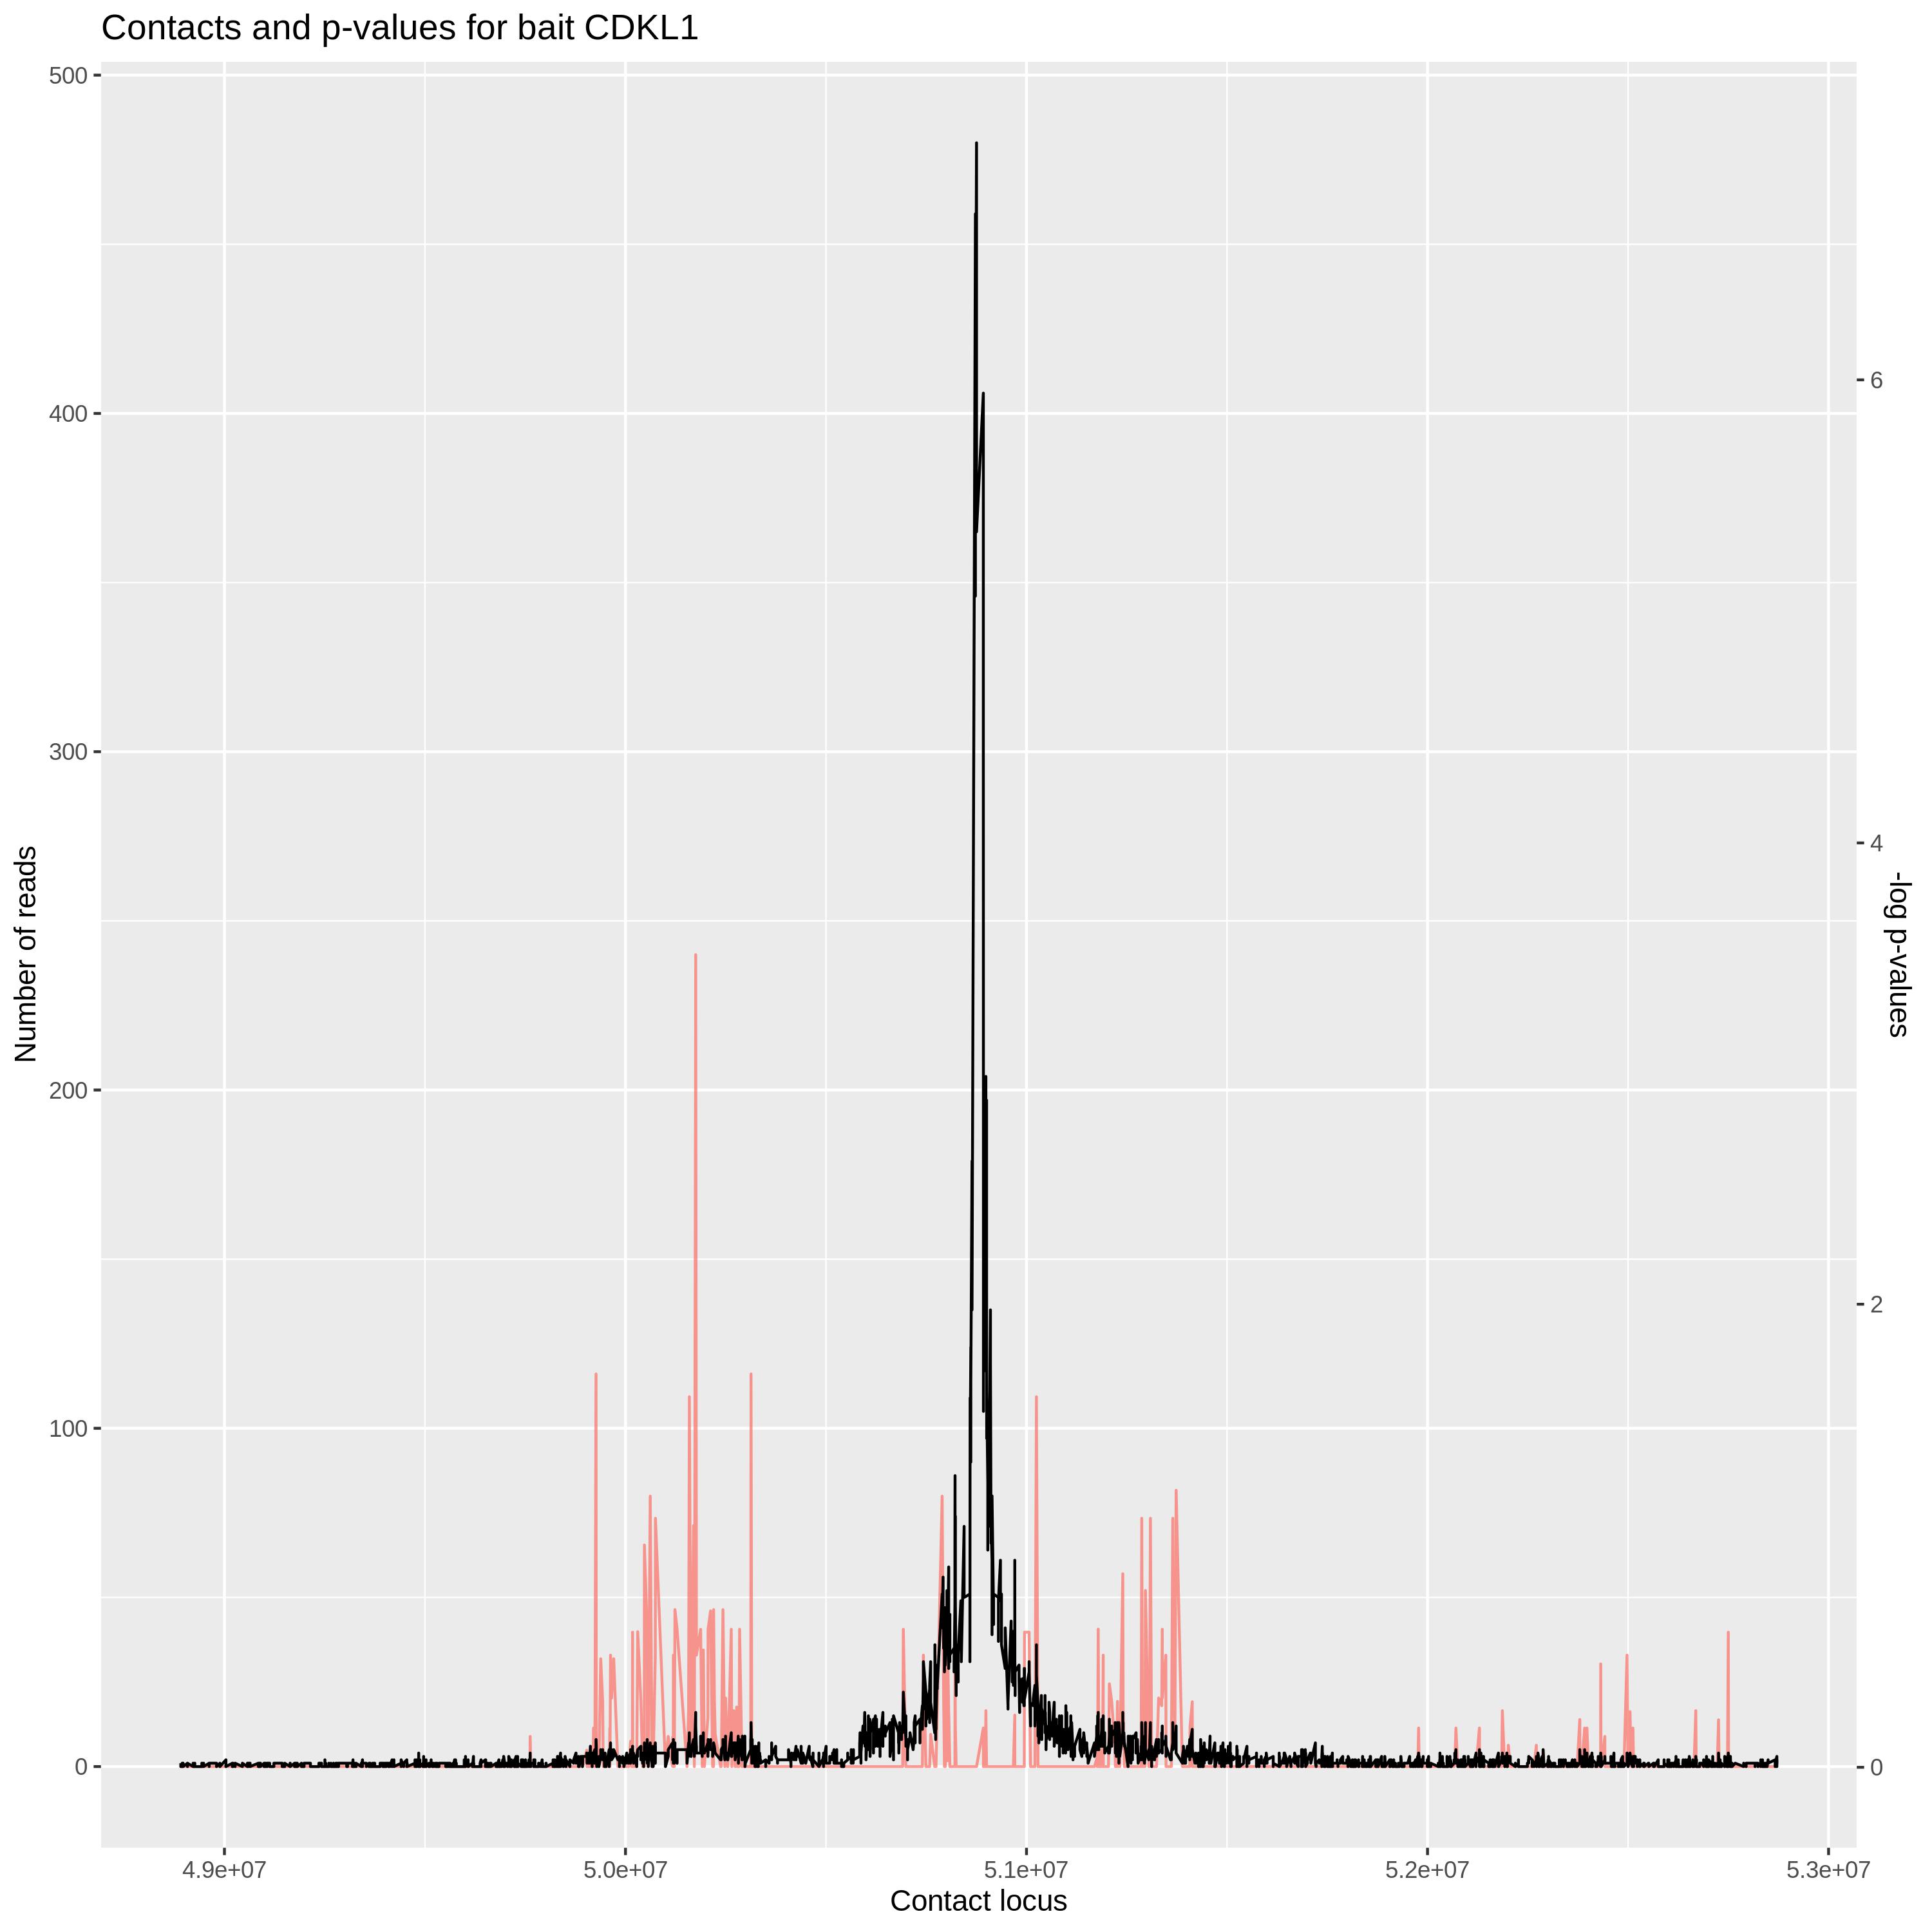 Contacts and p-values for bait CDKL1
500
400
300
200
100
0
Number of reads
6
4
2
0
-log p-values
4.9e+07 5.0e+07 5.1e+07 5.2e+07 5.3e+07
Contact locus